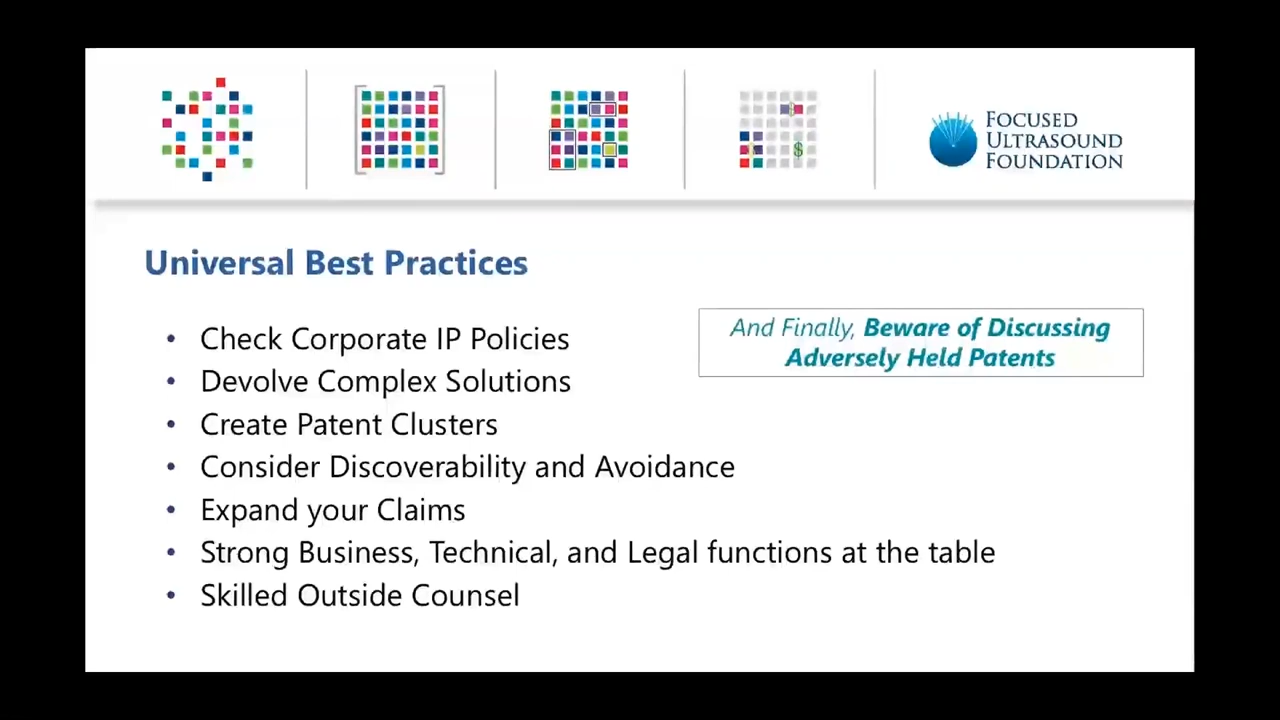 FOCUSED
ULTRASOUND
FOUNDATION
Universal Best Practices
• Check Corporate IP Policies
• Devolve Complex Solutions
• Create Patent Clusters
• Consider Discoverability and Avoidance
• Expand your Claims
• Strong Business, Technical, and Legal functions at the table
• Skilled Outside Counsel
And Finally, Beware of Discussing
Adversely Held Patents
$